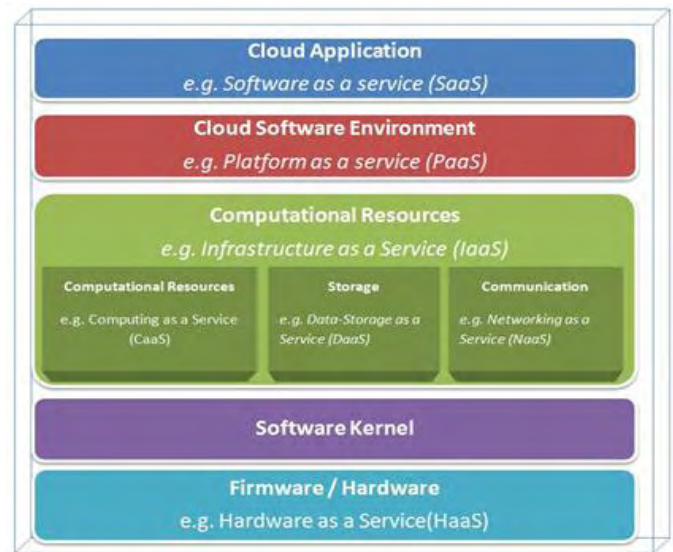 Cloud Application
e.g. Software as a service (SaaS)
Cloud Software Environment
e.g. Platform as a service (PaaS)
Computational Resources
e.g. Infrastructure as a Service (IaaS)
Computational Resources
e.g. Computing as a Service
(CaaS)
Storage
e.g. Data-Storage as a
Service (DaaS)
Communication
e.g. Networking as a
Service (NaaS)
Software Kernel
Firmware / Hardware
e.g. Hardware as a Service(HaaS)